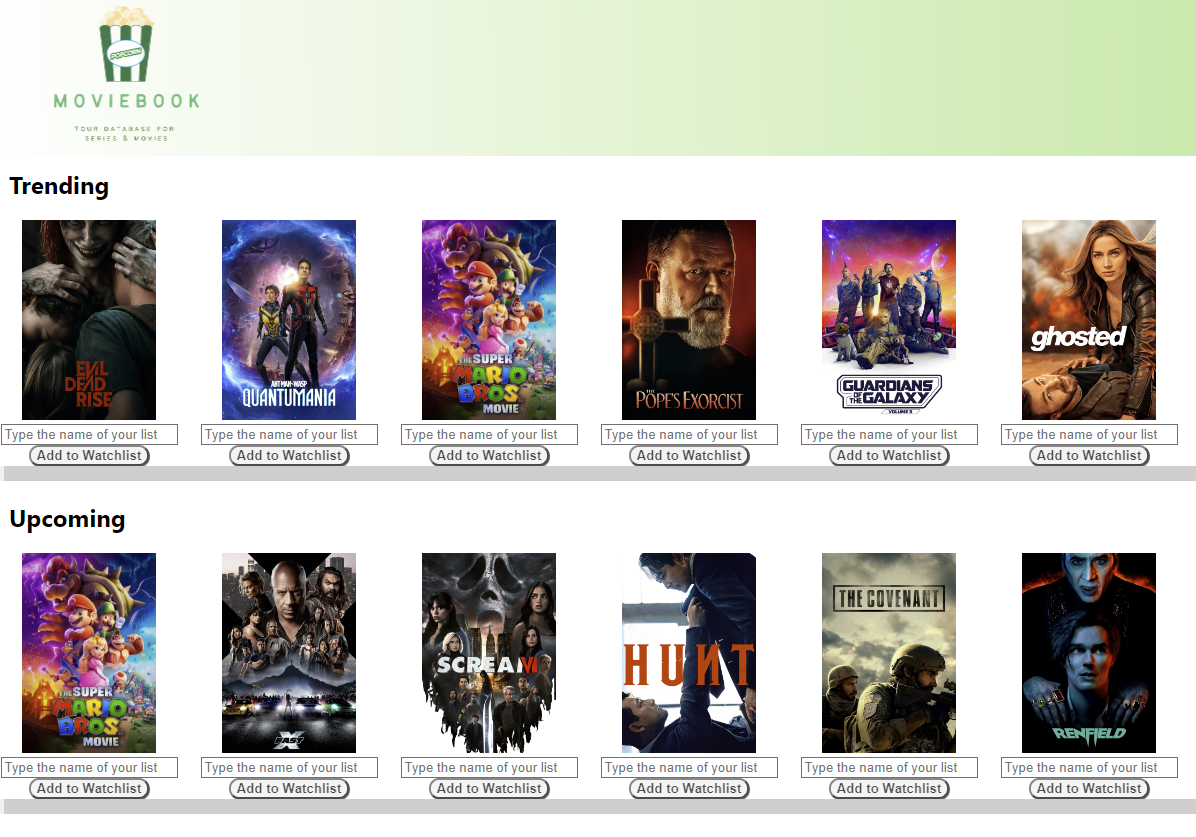 POPCORN
MOVIEBOOK
YOUR DATABASE FOR
SERIES & MOVIES
Trending
EVIL
DEAD
RISE
ANT-MAN AND THE WASP
QUANTUMANIA
THE SUPER
MARIO
BROS
MOVIE
THE
POPE'S EXORCIST
GUARDIANS
OF THE GALAXY
VOLUME 3
ghosted
Type the name of your list Type the name of your list Type the name of your list Type the name of your list Type the name of your list Type the name of your list
Add to Watchlist Add to Watchlist Add to Watchlist Add to Watchlist Add to Watchlist Add to Watchlist
Upcoming
THE SUPER
MARIO
BROS
MOVIE
FAST X
SCREAM VI
HUNT
THE COVENANT
RENFIELD
Type the name of your list Type the name of your list Type the name of your list Type the name of your list Type the name of your list Type the name of your list
Add to Watchlist Add to Watchlist Add to Watchlist Add to Watchlist Add to Watchlist Add to Watchlist